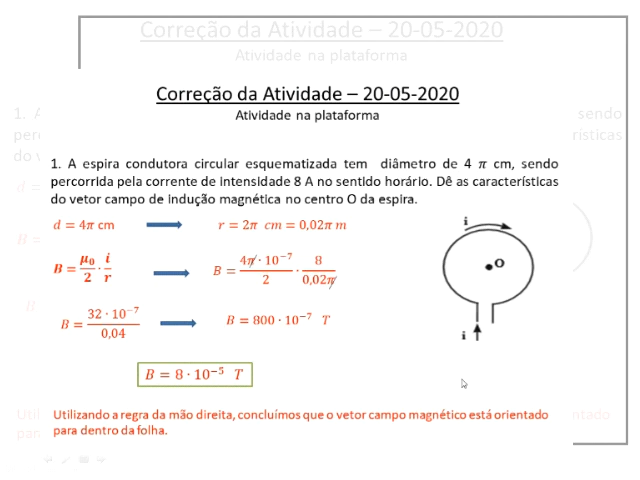 Correção da Atividade – 20-05-2020
Atividade na plataforma
Correção da Atividade – 20-05-2020
Atividade na plataforma
1. A espira condutora circular esquematizada tem diâmetro de 4 π cm, sendo
percorrida pela corrente de intensidade 8 A no sentido horário. Dê as características
do vetor campo de indução magnética no centro O da espira.
d = 4π cm r = 2π cm = 0,02π m
i
B = μ₀/2 · i/r B = 4π · 10⁻⁷/2 · 8/0,02π
O
B = 32 · 10⁻⁷/0,04 B = 800 · 10⁻⁷ T
i
B = 8 · 10⁻⁵ T
Utilizando a regra da mão direita, concluímos que o vetor campo magnético está orientado
para dentro da folha.